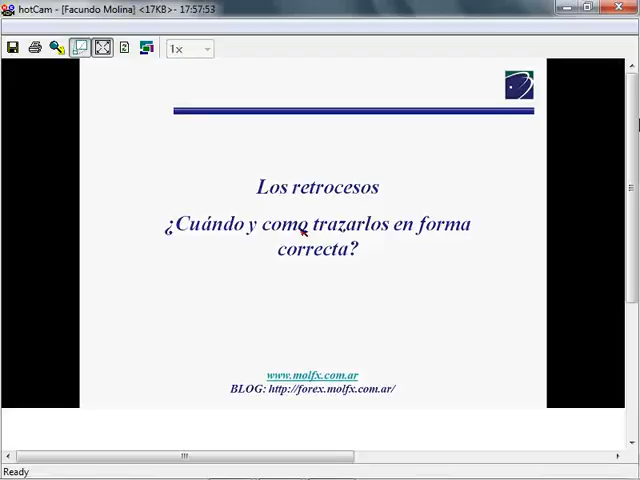 hotCam - [Facundo Molina] <17KB> - 17:57:53
1x
Los retrocesos
¿Cuándo y como trazarlos en forma
correcta?
www.molfx.com.ar
BLOG: http://forex.molfx.com.ar/
Ready